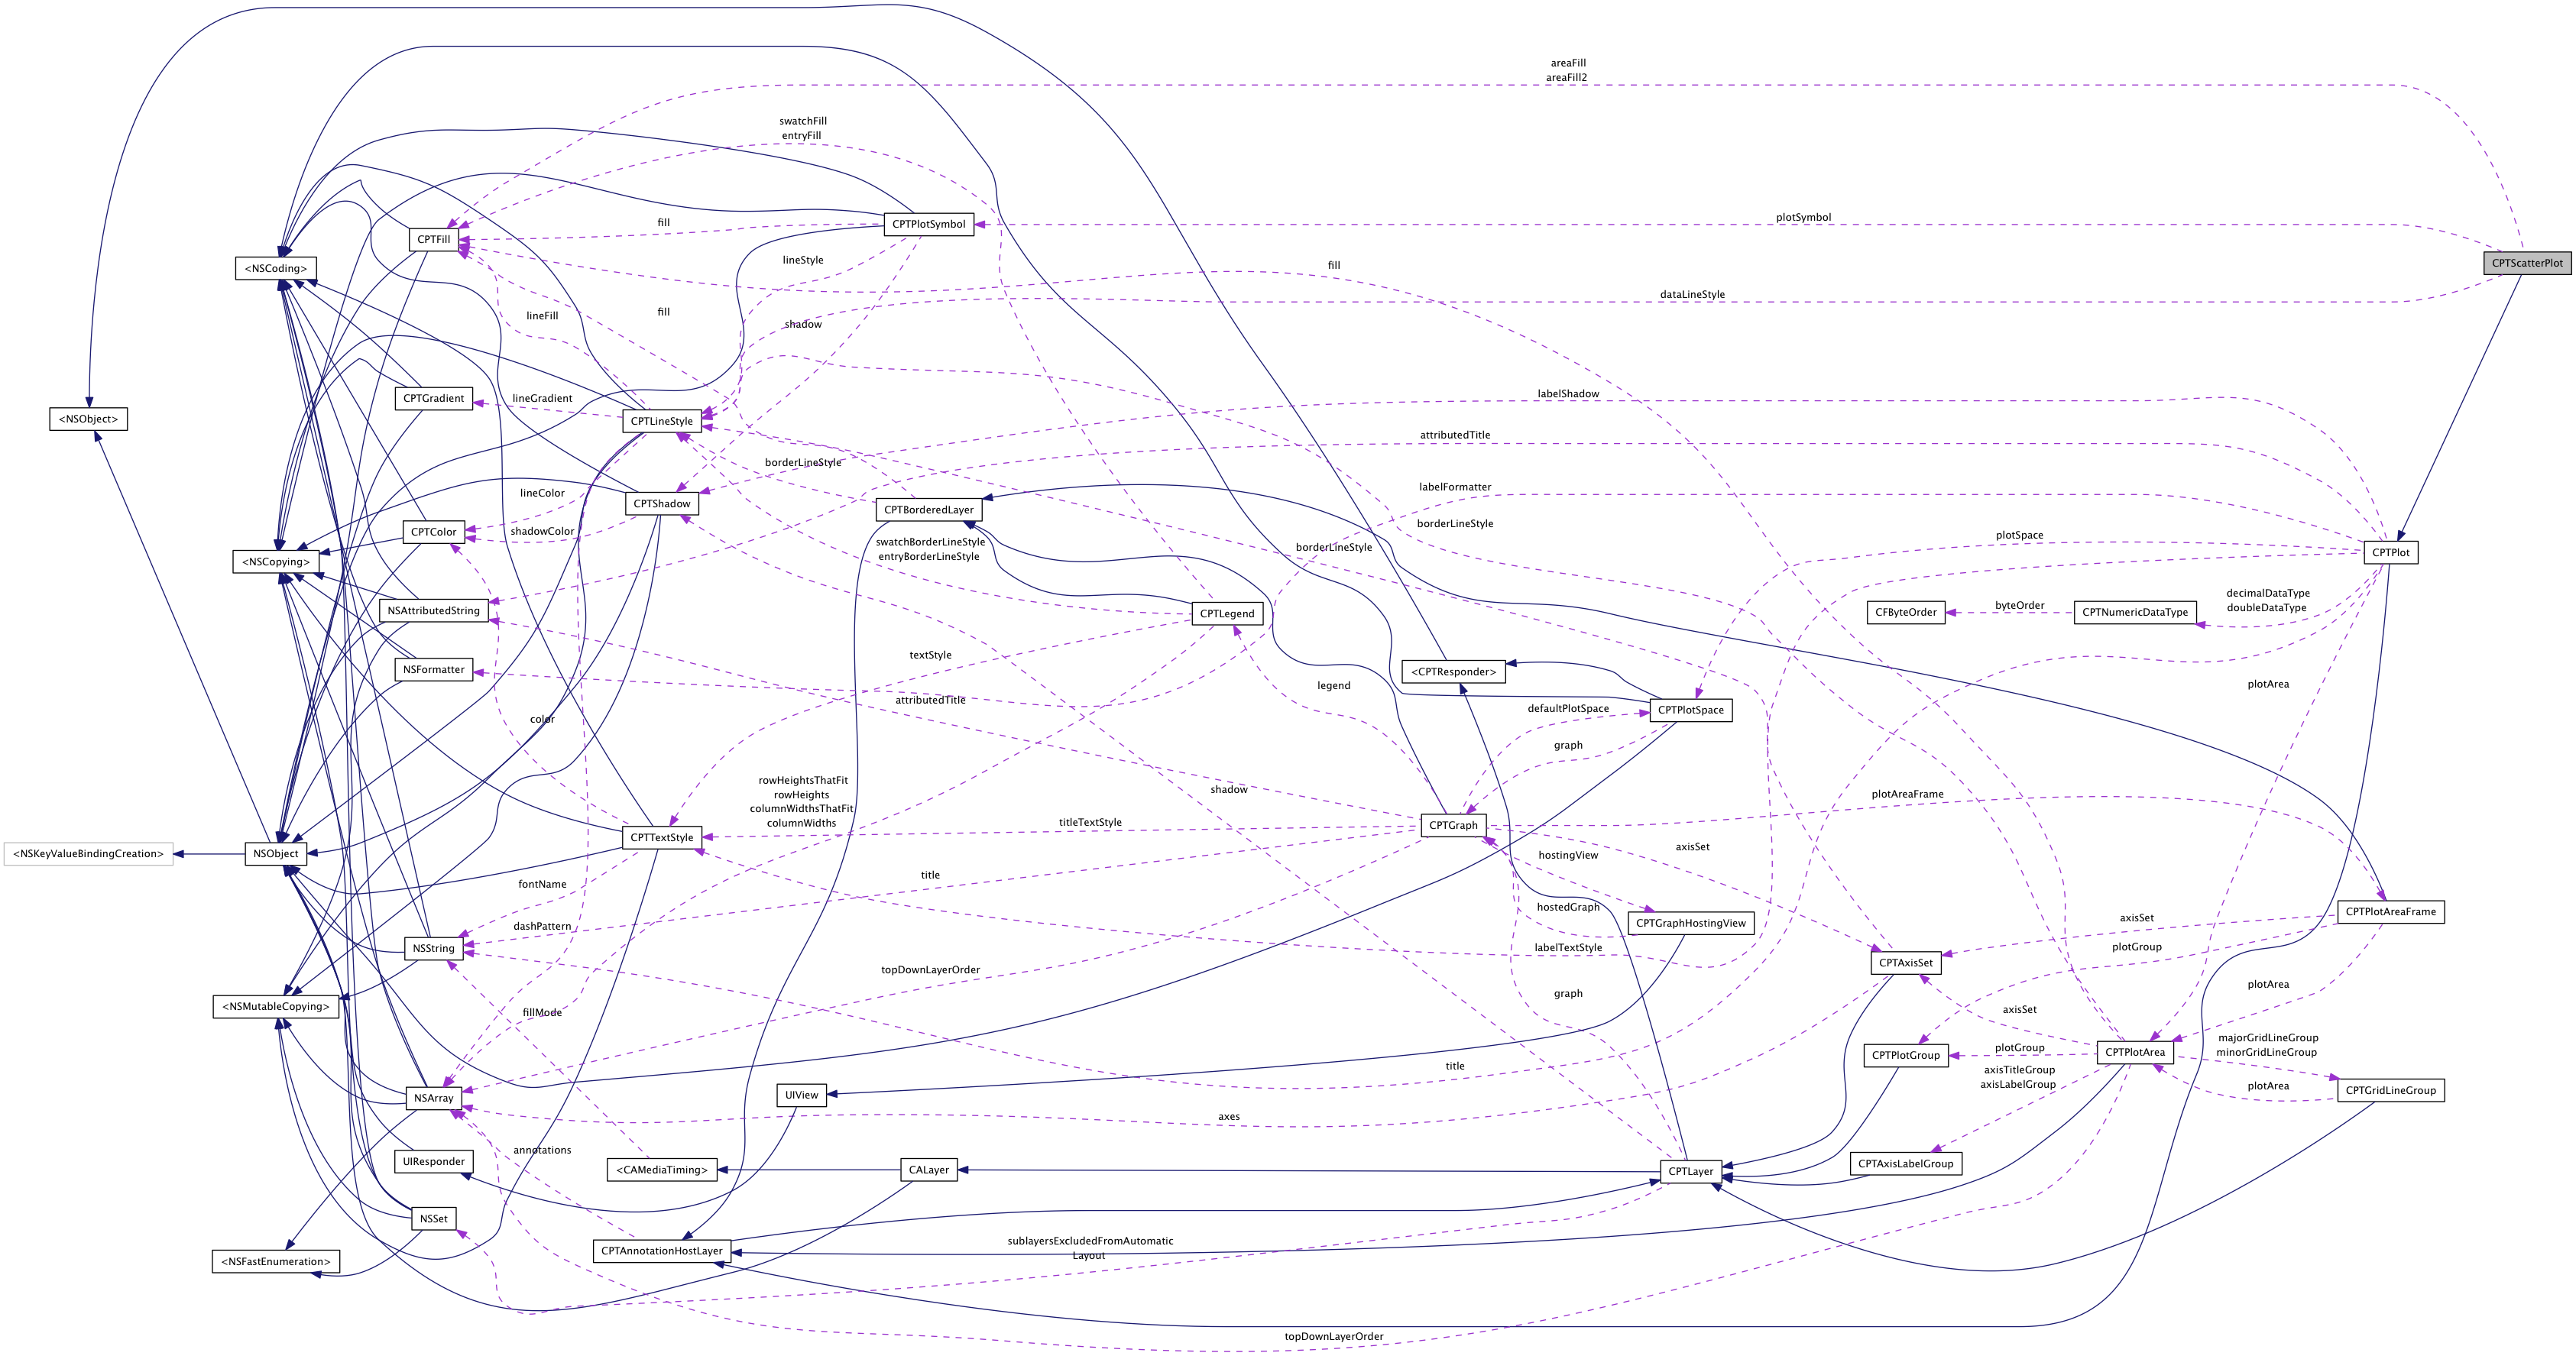 areaFill
areaFill2
swatchFill
entryFill
plotSymbol
fill
CPTPlotSymbol
CPTFill
lineStyle
fill
CPTScatterPlot
<NSCoding>
dataLineStyle
lineFill
fill
shadow
CPTGradient
lineGradient
labelShadow
<NSObject>
CPTLineStyle
attributedTitle
borderLineStyle
labelFormatter
lineColor
CPTShadow
CPTBorderedLayer
borderLineStyle
CPTColor
shadowColor
plotSpace
swatchBorderLineStyle
entryBorderLineStyle
borderLineStyle
CPTPlot
<NSCopying>
decimalDataType
doubleDataType
NSAttributedString
CPTLegend
CFByteOrder
byteOrder
CPTNumericDataType
textStyle
NSFormatter
<CPTResponder>
legend
plotArea
attributedTitle
defaultPlotSpace
CPTPlotSpace
color
graph
rowHeightsThatFit
rowHeights
columnWidthsThatFit
columnWidths
shadow
plotAreaFrame
titleTextStyle
CPTGraph
CPTTextStyle
<NSKeyValueBindingCreation>
NSObject
hostingView
axisSet
title
fontName
hostedGraph
CPTGraphHostingView
CPTPlotAreaFrame
axisSet
dashPattern
NSString
labelTextStyle
plotGroup
CPTAxisSet
topDownLayerOrder
plotArea
graph
<NSMutableCopying>
fillMode
axisSet
majorGridLineGroup
minorGridLineGroup
CPTPlotGroup
plotGroup
CPTPlotArea
title
axisTitleGroup
axisLabelGroup
plotArea
CPTGridLineGroup
UIView
NSArray
axes
annotations
UIResponder
<CAMediaTiming>
CALayer
CPTLayer
CPTAxisLabelGroup
NSSet
sublayersExcludedFromAutomatic
Layout
CPTAnnotationHostLayer
<NSFastEnumeration>
topDownLayerOrder